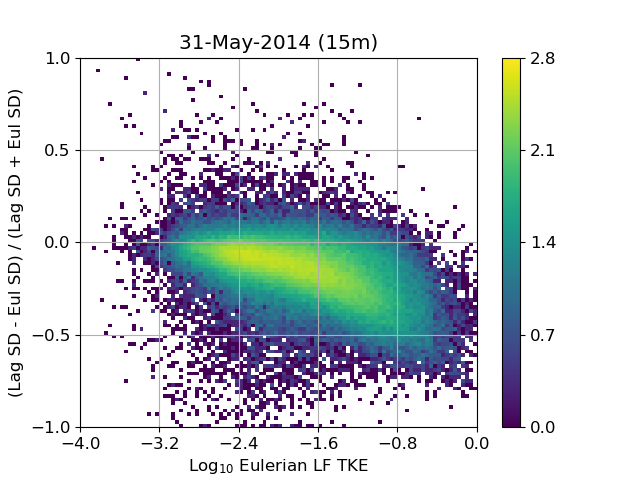 31-May-2014 (15m)
(Lag SD - Eul SD) / (Lag SD + Eul SD)
1.0
0.5
0.0
−0.5
−1.0
−4.0 −3.2 −2.4 −1.6 −0.8 0.0
Log₁₀ Eulerian LF TKE
2.8
2.1
1.4
0.7
0.0